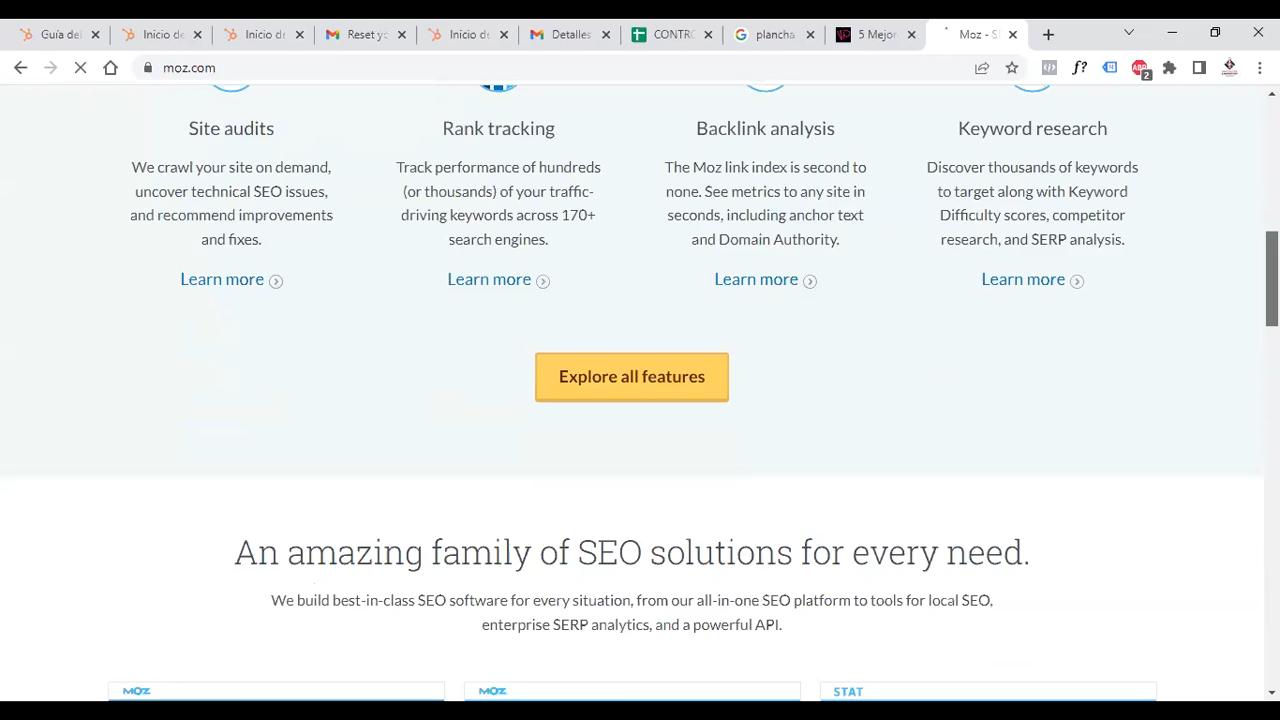 Guía del
Inicio de
Inicio de
Reset yo
Inicio de
Detalles
CONTRO
plancha
5 Mejor
Moz - S
moz.com
f?
ABP
2
Site audits
We crawl your site on demand,
uncover technical SEO issues,
and recommend improvements
and fixes.
Learn more
Rank tracking
Track performance of hundreds
(or thousands) of your traffic-
driving keywords across 170+
search engines.
Learn more
Backlink analysis
The Moz link index is second to
none. See metrics to any site in
seconds, including anchor text
and Domain Authority.
Learn more
Keyword research
Discover thousands of keywords
to target along with Keyword
Difficulty scores, competitor
research, and SERP analysis.
Learn more
Explore all features
An amazing family of SEO solutions for every need.
We build best-in-class SEO software for every situation, from our all-in-one SEO platform to tools for local SEO,
enterprise SERP analytics, and a powerful API.
MOZ
MOZ
STAT